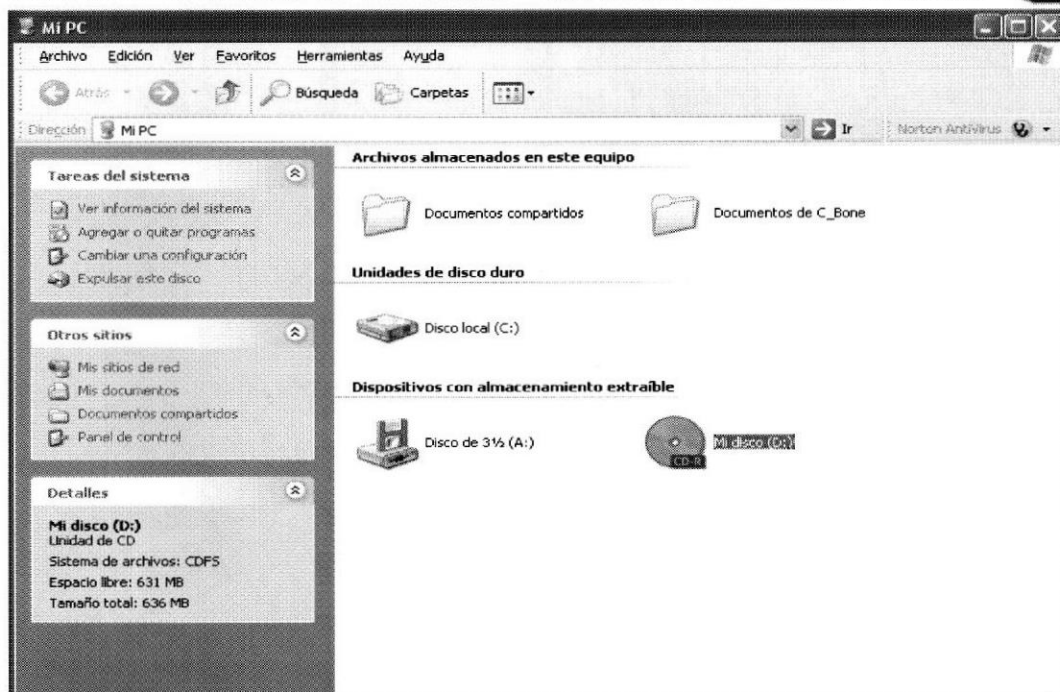 Mi PC
Archivo Edición Ver Favoritos Herramientas Ayuda
Atrás Búsqueda Carpetas
Dirección Mi PC Ir Norton AntiVirus
Tareas del sistema
Ver información del sistema
Agregar o quitar programas
Cambiar una configuración
Expulsar este disco
Otros sitios
Mis sitios de red
Mis documentos
Documentos compartidos
Panel de control
Detalles
Mi disco (D:)
Unidad de CD
Sistema de archivos: CDFS
Espacio libre: 631 MB
Tamaño total: 636 MB
Archivos almacenados en este equipo
Documentos compartidos Documentos de C_Bone
Unidades de disco duro
Disco local (C:)
Dispositivos con almacenamiento extraíble
Disco de 3½ (A:) CD-R Mi disco (D:)